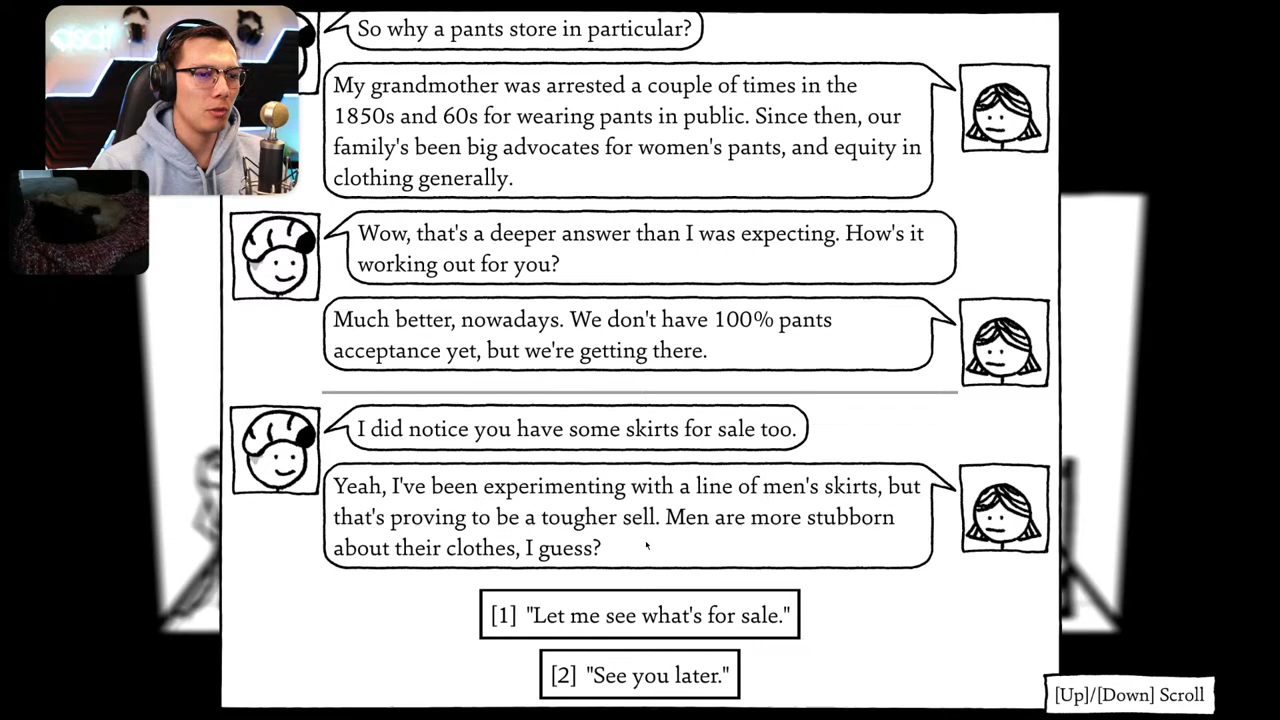 asdf
So why a pants store in particular?
My grandmother was arrested a couple of times in the
1850s and 60s for wearing pants in public. Since then, our
family's been big advocates for women's pants, and equity in
clothing generally.
Wow, that's a deeper answer than I was expecting. How's it
working out for you?
Much better, nowadays. We don't have 100% pants
acceptance yet, but we're getting there.
I did notice you have some skirts for sale too.
Yeah, I've been experimenting with a line of men's skirts, but
that's proving to be a tougher sell. Men are more stubborn
about their clothes, I guess?
[1] "Let me see what's for sale."
[2] "See you later."
[Up]/[Down] Scroll